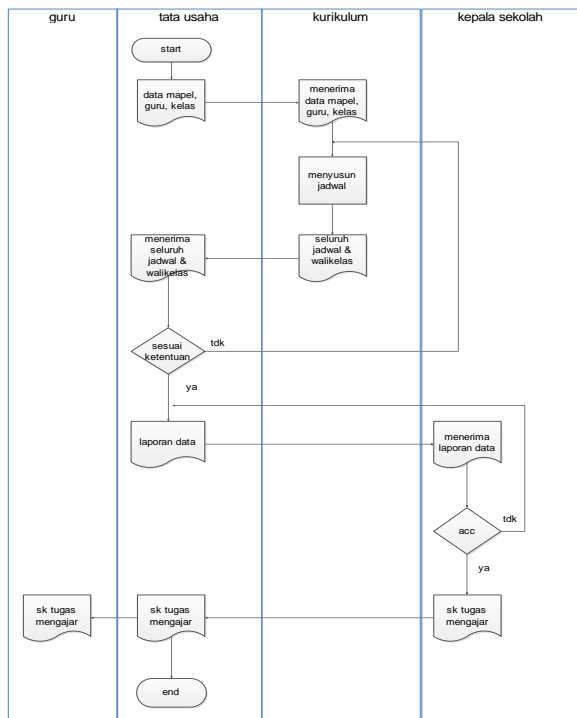 guru
tata usaha
kurikulum
kepala sekolah
start
data mapel,
guru, kelas
menerima
data mapel,
guru, kelas
menyusun
jadwal
menerima
seluruh
jadwal &
walikelas
seluruh
jadwal &
walikelas
sesuai
ketentuan
tdk
ya
laporan data
menerima
laporan data
acc
tdk
ya
sk tugas
mengajar
sk tugas
mengajar
sk tugas
mengajar
end